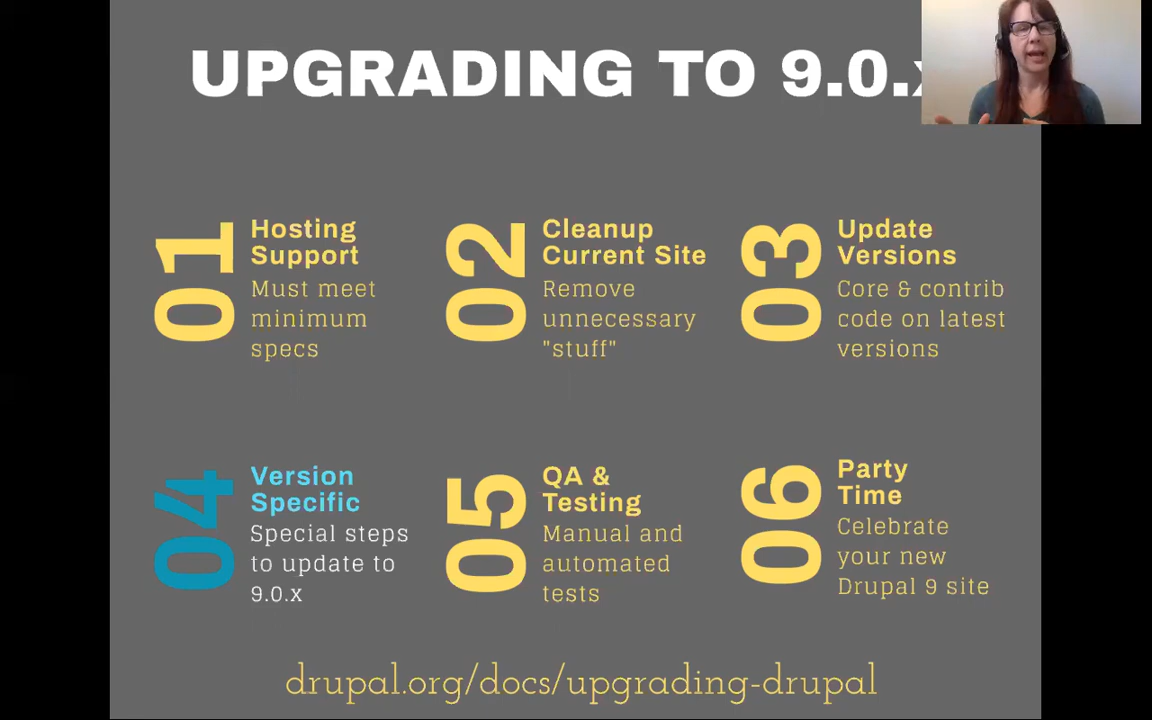 UPGRADING TO 9.0.
01
Hosting
Support
Must meet
minimum
specs
02
Cleanup
Current Site
Remove
unnecessary
"stuff"
03
Update
Versions
Core & contrib
code on latest
versions
04
Version
Specific
Special steps
to update to
9.0.x
05
QA &
Testing
Manual and
automated
tests
06
Party
Time
Celebrate
your new
Drupal 9 site
drupal.org/docs/upgrading-drupal